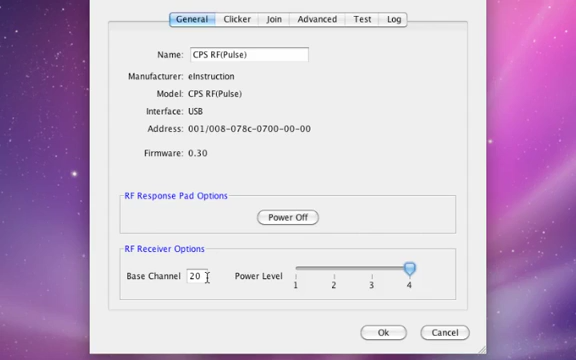 General Clicker Join Advanced Test Log
Name: CPS RF(Pulse)
Manufacturer: eInstruction
Model: CPS RF(Pulse)
Interface: USB
Address: 001/008-078c-0700-00-00
Firmware: 0.30
RF Response Pad Options
Power Off
RF Receiver Options
Base Channel 20 Power Level
1 2 3 4
Ok Cancel